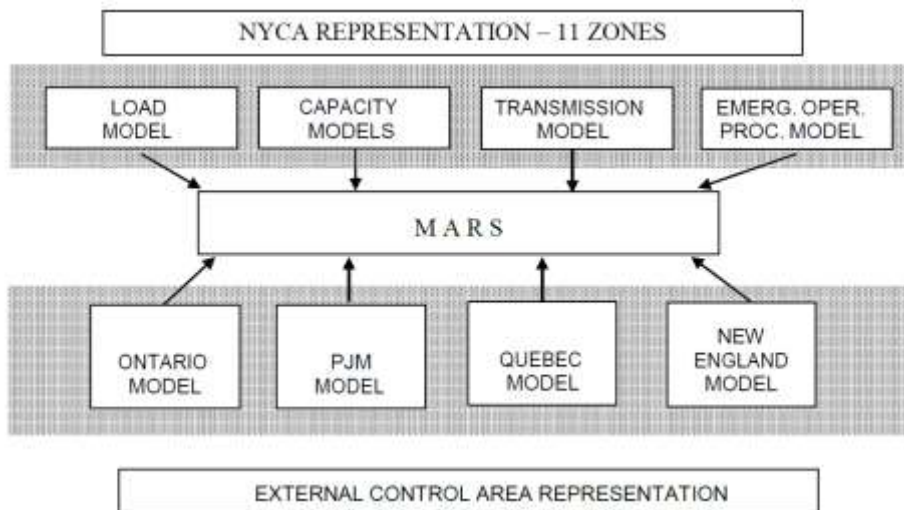 NYCA REPRESENTATION – 11 ZONES
LOAD
MODEL
CAPACITY
MODELS
TRANSMISSION
MODEL
EMERG. OPER.
PROC. MODEL
M A R S
ONTARIO
MODEL
PJM
MODEL
QUEBEC
MODEL
NEW
ENGLAND
MODEL
EXTERNAL CONTROL AREA REPRESENTATION